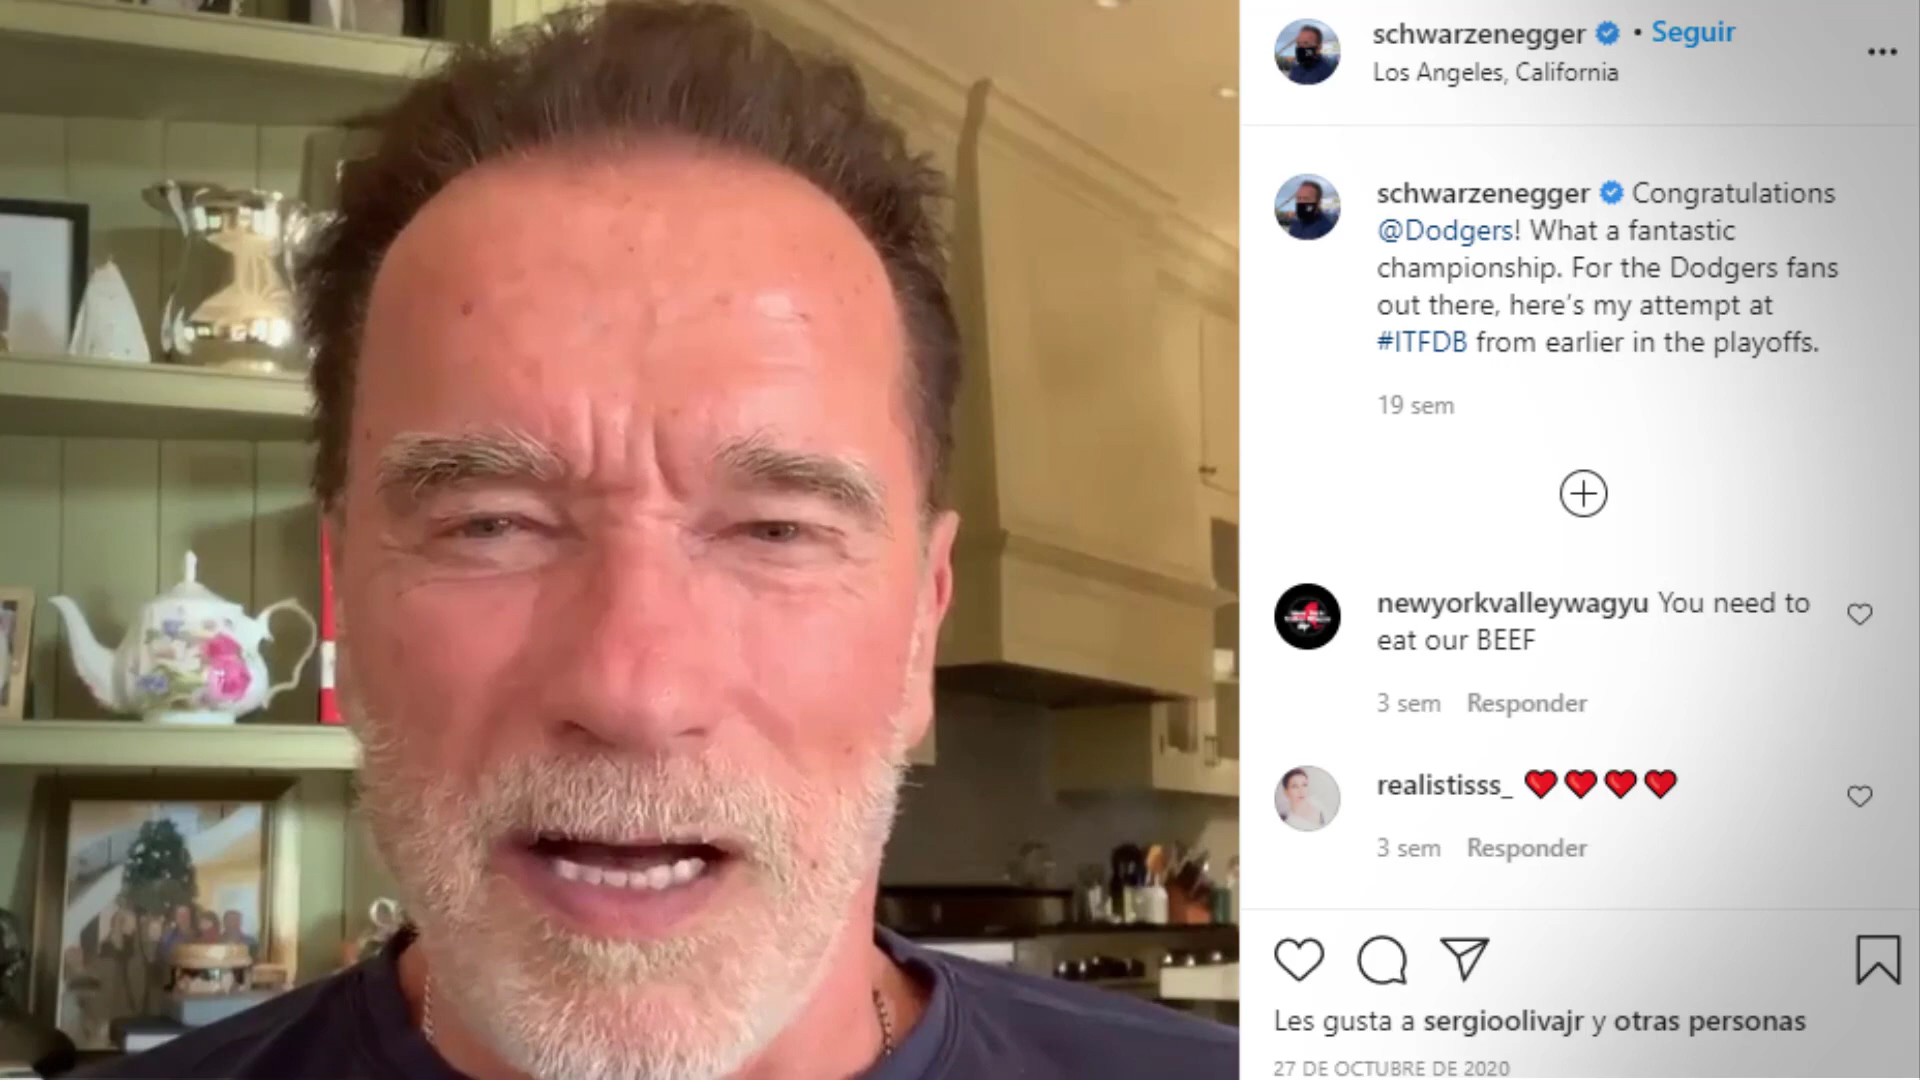 schwarzenegger • Seguir
Los Angeles, California
schwarzenegger Congratulations
@Dodgers! What a fantastic
championship. For the Dodgers fans
out there, here’s my attempt at
#ITFDB from earlier in the playoffs.
19 sem
newyorkvalleywagyu You need to
eat our BEEF
3 sem Responder
realistisss_ ❤❤❤❤
3 sem Responder
Les gusta a sergioolivajr y otras personas
27 DE OCTUBRE DE 2020